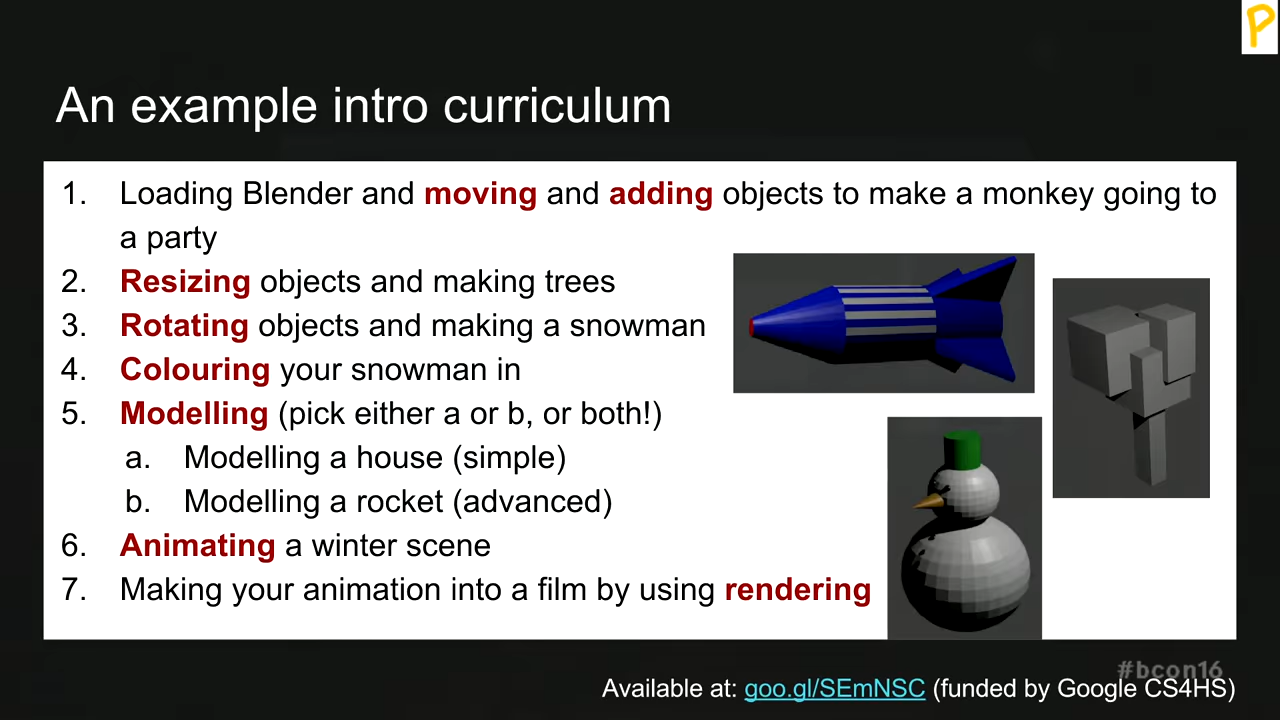 P
An example intro curriculum
1. Loading Blender and moving and adding objects to make a monkey going to
a party
2. Resizing objects and making trees
3. Rotating objects and making a snowman
4. Colouring your snowman in
5. Modelling (pick either a or b, or both!)
a. Modelling a house (simple)
b. Modelling a rocket (advanced)
6. Animating a winter scene
7. Making your animation into a film by using rendering
#bcon16
Available at: goo.gl/SEmNSC (funded by Google CS4HS)